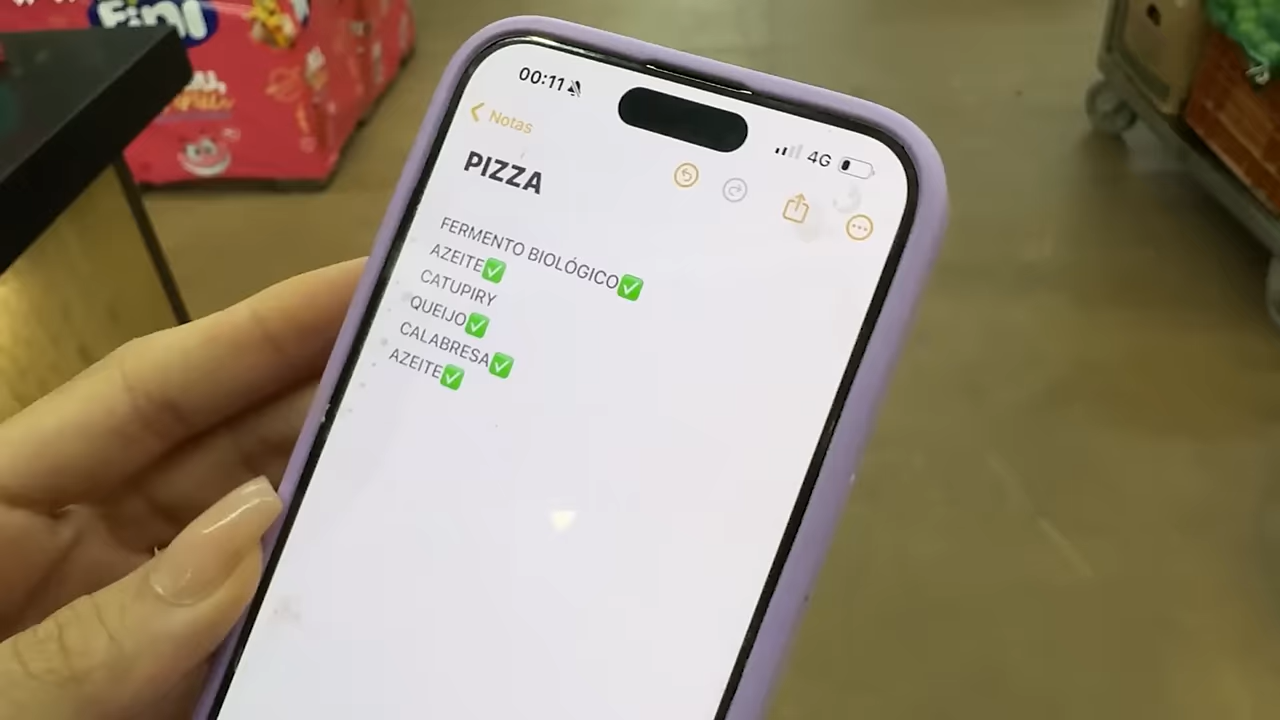 Fini
00:11
4G
Notas
PIZZA
FERMENTO BIOLÓGICO✅
AZEITE✅
CATUPIRY
QUEIJO✅
CALABRESA✅
AZEITE✅